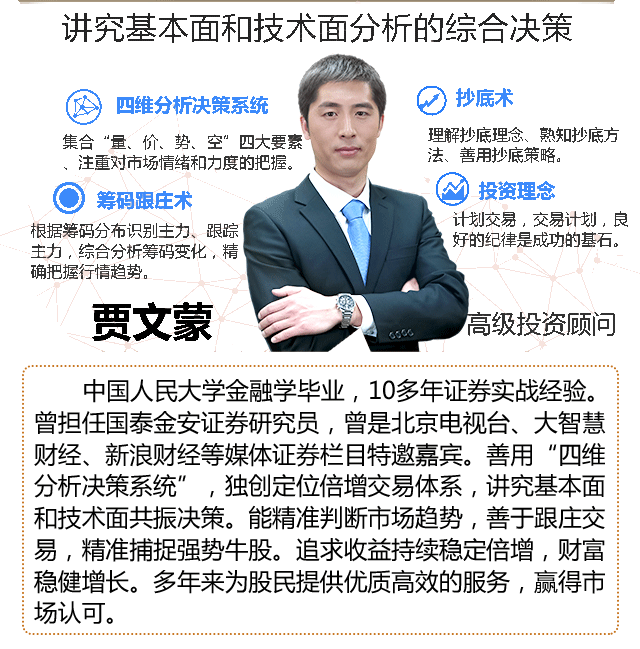 讲究基本面和技术面分析的综合决策
四维分析决策系统
集合“量、价、势、空”四大要素
、注重对市场情绪和力度的把握。
筹码跟庄术
根据筹码分布识别主力、跟踪
主力，综合分析筹码变化，精
确把握行情趋势。
抄底术
理解抄底理念、熟知抄底方
法、善用抄底策略。
投资理念
计划交易，交易计划，良
好的纪律是成功的基石。
贾文蒙
高级投资顾问
中国人民大学金融学毕业，10多年证券实战经验。
曾担任国泰金安证券研究员，曾是北京电视台、大智慧
财经、新浪财经等媒体证券栏目特邀嘉宾。善用“四维
分析决策系统”，独创定位倍增交易体系，讲究基本面
和技术面共振决策。能精准判断市场趋势，善于跟庄交
易，精准捕捉强势牛股。追求收益持续稳定倍增，财富
稳健增长。多年来为股民提供优质高效的服务，赢得市
场认可。